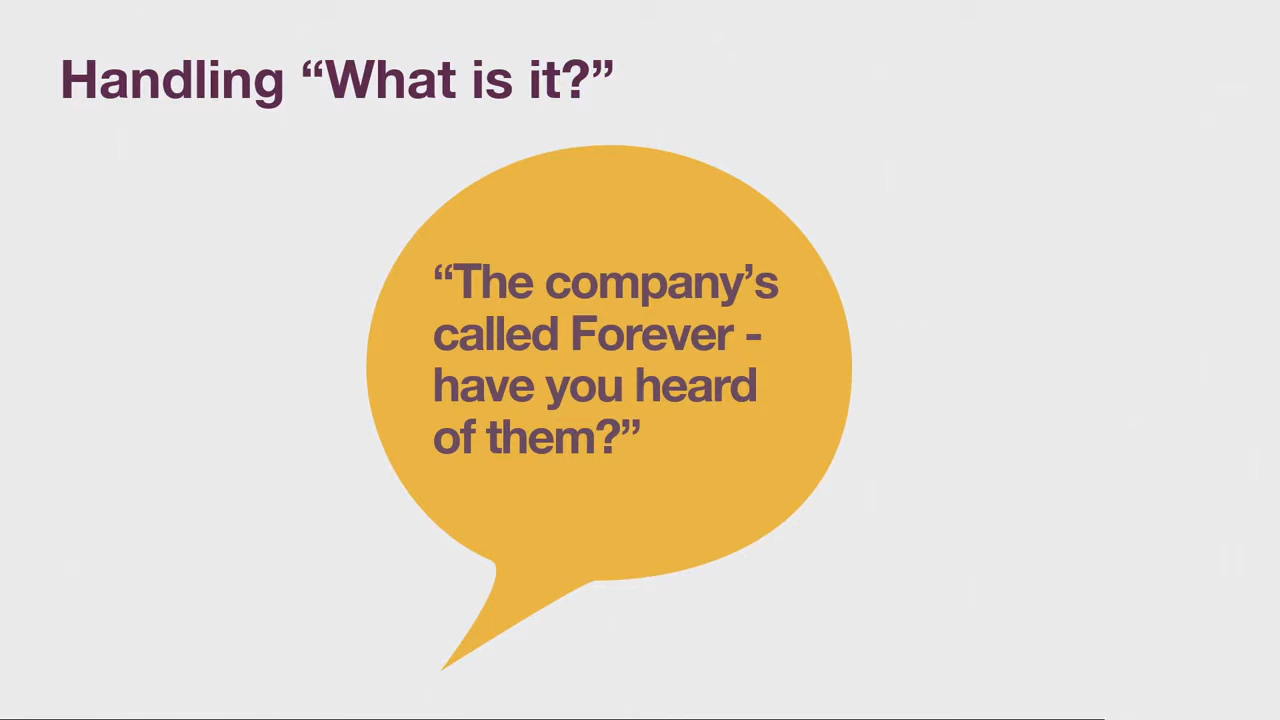 Handling “What is it?”
“The company’s
called Forever -
have you heard
of them?”